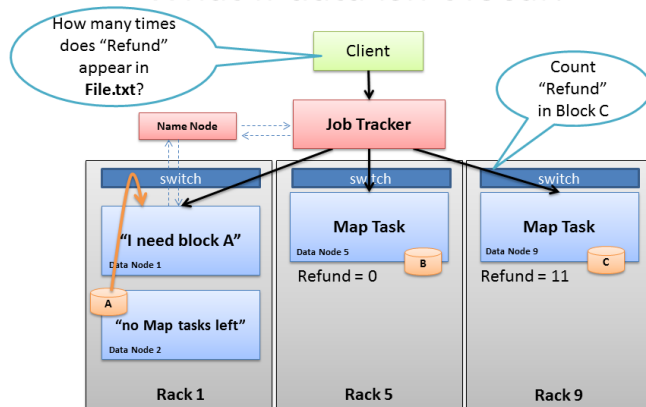 How many times
does "Refund"
appear in
File.txt?
Client
Count
"Refund"
in Block C
Name Node
Job Tracker
switch
switch
switch
"I need block A"
Data Node 1
Map Task
Data Node 5
B
Refund = 0
Map Task
Data Node 9
C
Refund = 11
A
"no Map tasks left"
Data Node 2
Rack 1
Rack 5
Rack 9